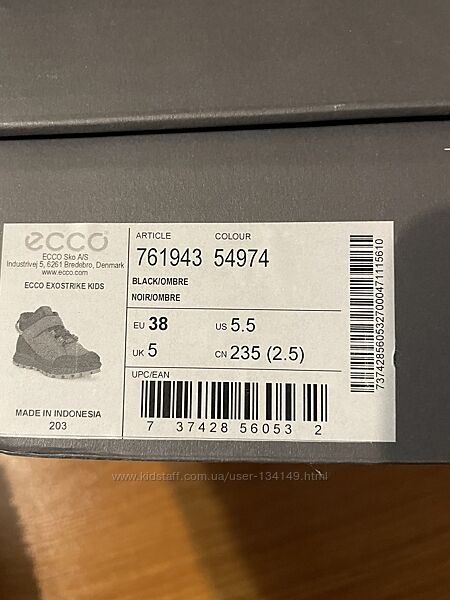 ecco
ECCO Sko A/S
Industrivej 5, 6261 Bredebro, Denmark
www.ecco.com
ECCO EXOSTRIKE KIDS
MADE IN INDONESIA
203
ARTICLE COLOUR
761943 54974
BLACK/OMBRE
NOIR/OMBRE
EU 38 US 5.5
UK 5 CN 235 (2.5)
UPC/EAN
7 37428 56053 2
737428560532700047111 5610
www.kidstaff.com.ua/user-134149.html